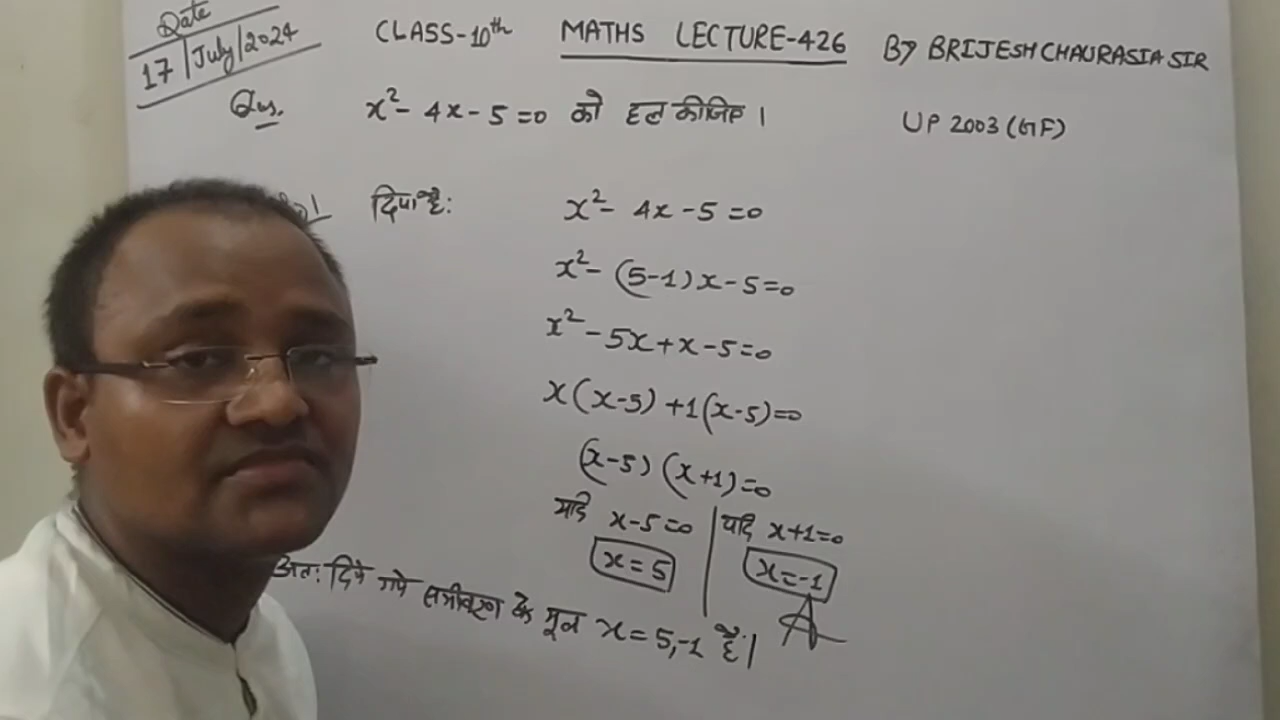 Date
17/July/2024
CLASS-10th MATHS LECTURE-426 By BRIJESH CHAURASIA SIR
Qus. x²- 4x-5=0 को हल कीजिए। UP 2003 (GF)
दिया है: x²- 4x-5=0
x²- (5-1)x-5=0
x²-5x+x-5=0
x(x-5)+1(x-5)=0
(x-5)(x+1)=0
यदि x-5=0 | यदि x+1=0
x=5 | x=-1
अतः दिये गये समीकरण के मूल x=5,-1 हैं।